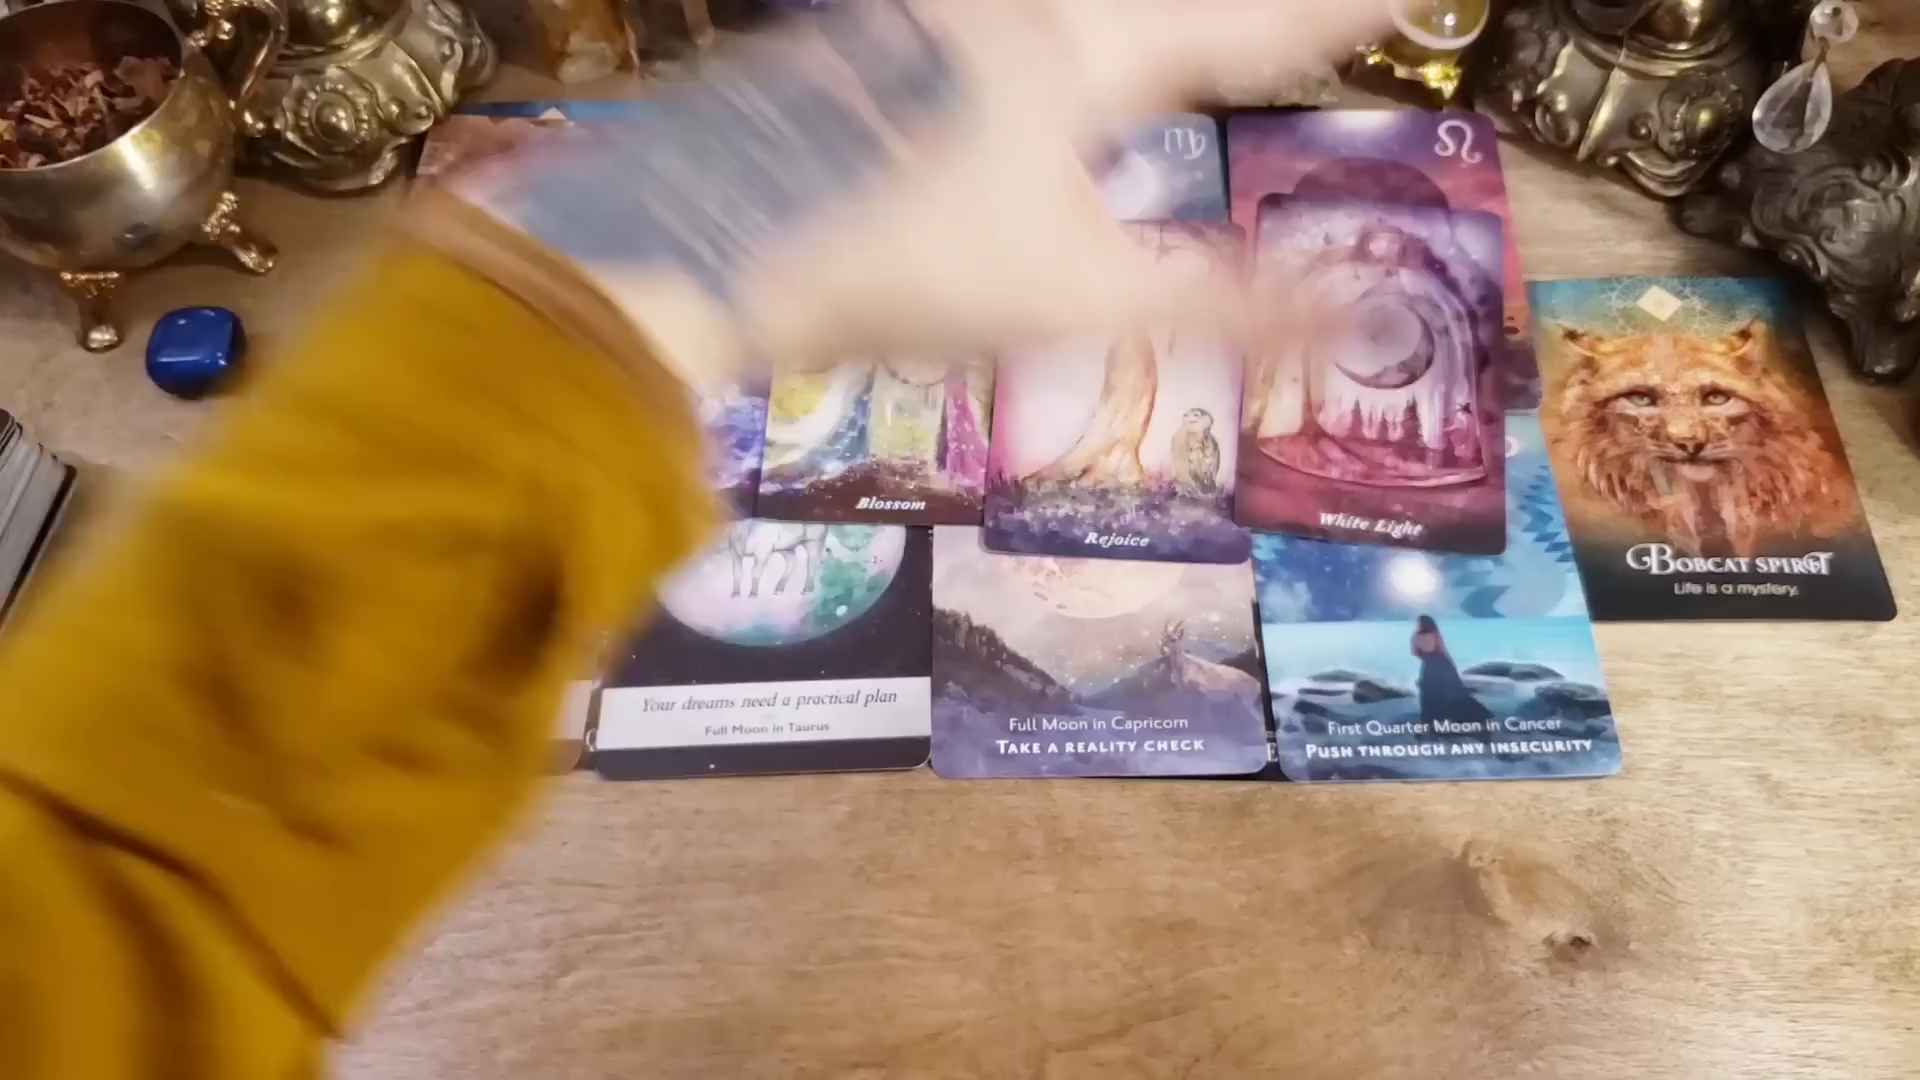 Blossom
Rejoice
White Light
BOBCAT SPIRIT
Life is a mystery.
Your dreams need a practical plan
Full Moon in Taurus
Full Moon in Capricorn
TAKE A REALITY CHECK
First Quarter Moon in Cancer
PUSH THROUGH ANY INSECURITY